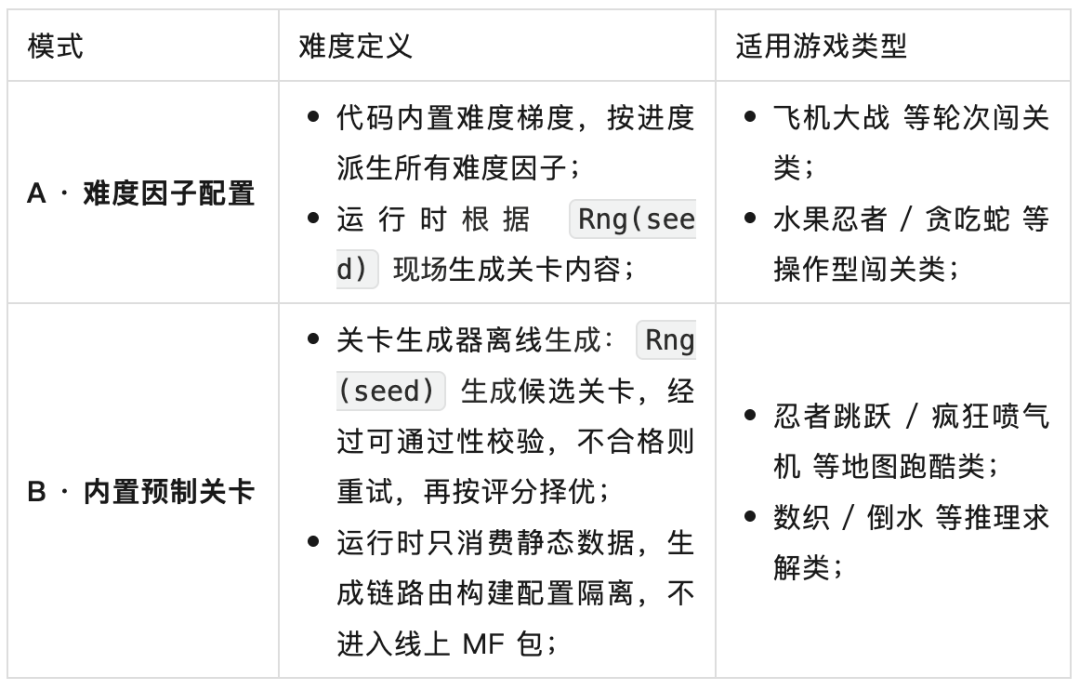 模式
难度定义
适用游戏类型
A · 难度因子配置
• 代码内置难度梯度，按进度
派生所有难度因子；
• 运行时根据 Rng(see
d) 现场生成关卡内容；
• 飞机大战 等轮次闯关
类；
• 水果忍者 / 贪吃蛇 等
操作型闯关类；
B · 内置预制关卡
• 关卡生成器离线生成： Rng
(seed) 生成候选关卡，经
过可通过性校验，不合格则
重试，再按评分择优；
• 运行时只消费静态数据，生
成链路由构建配置隔离，不
进入线上 MF 包；
• 忍者跳跃 / 疯狂喷气
机 等地图跑酷类；
• 数织 / 倒水 等推理求
解类；